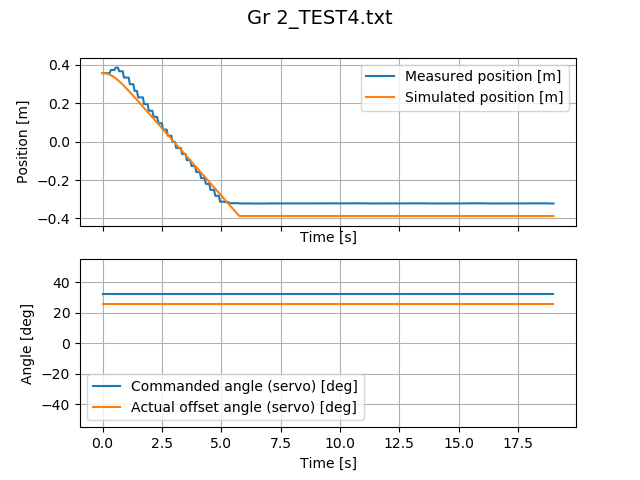 Gr 2_TEST4.txt
Position [m]
0.4
0.2
0.0
−0.2
−0.4
Measured position [m]
Simulated position [m]
Time [s]
Angle [deg]
40
20
0
−20
−40
Commanded angle (servo) [deg]
Actual offset angle (servo) [deg]
0.0 2.5 5.0 7.5 10.0 12.5 15.0 17.5
Time [s]